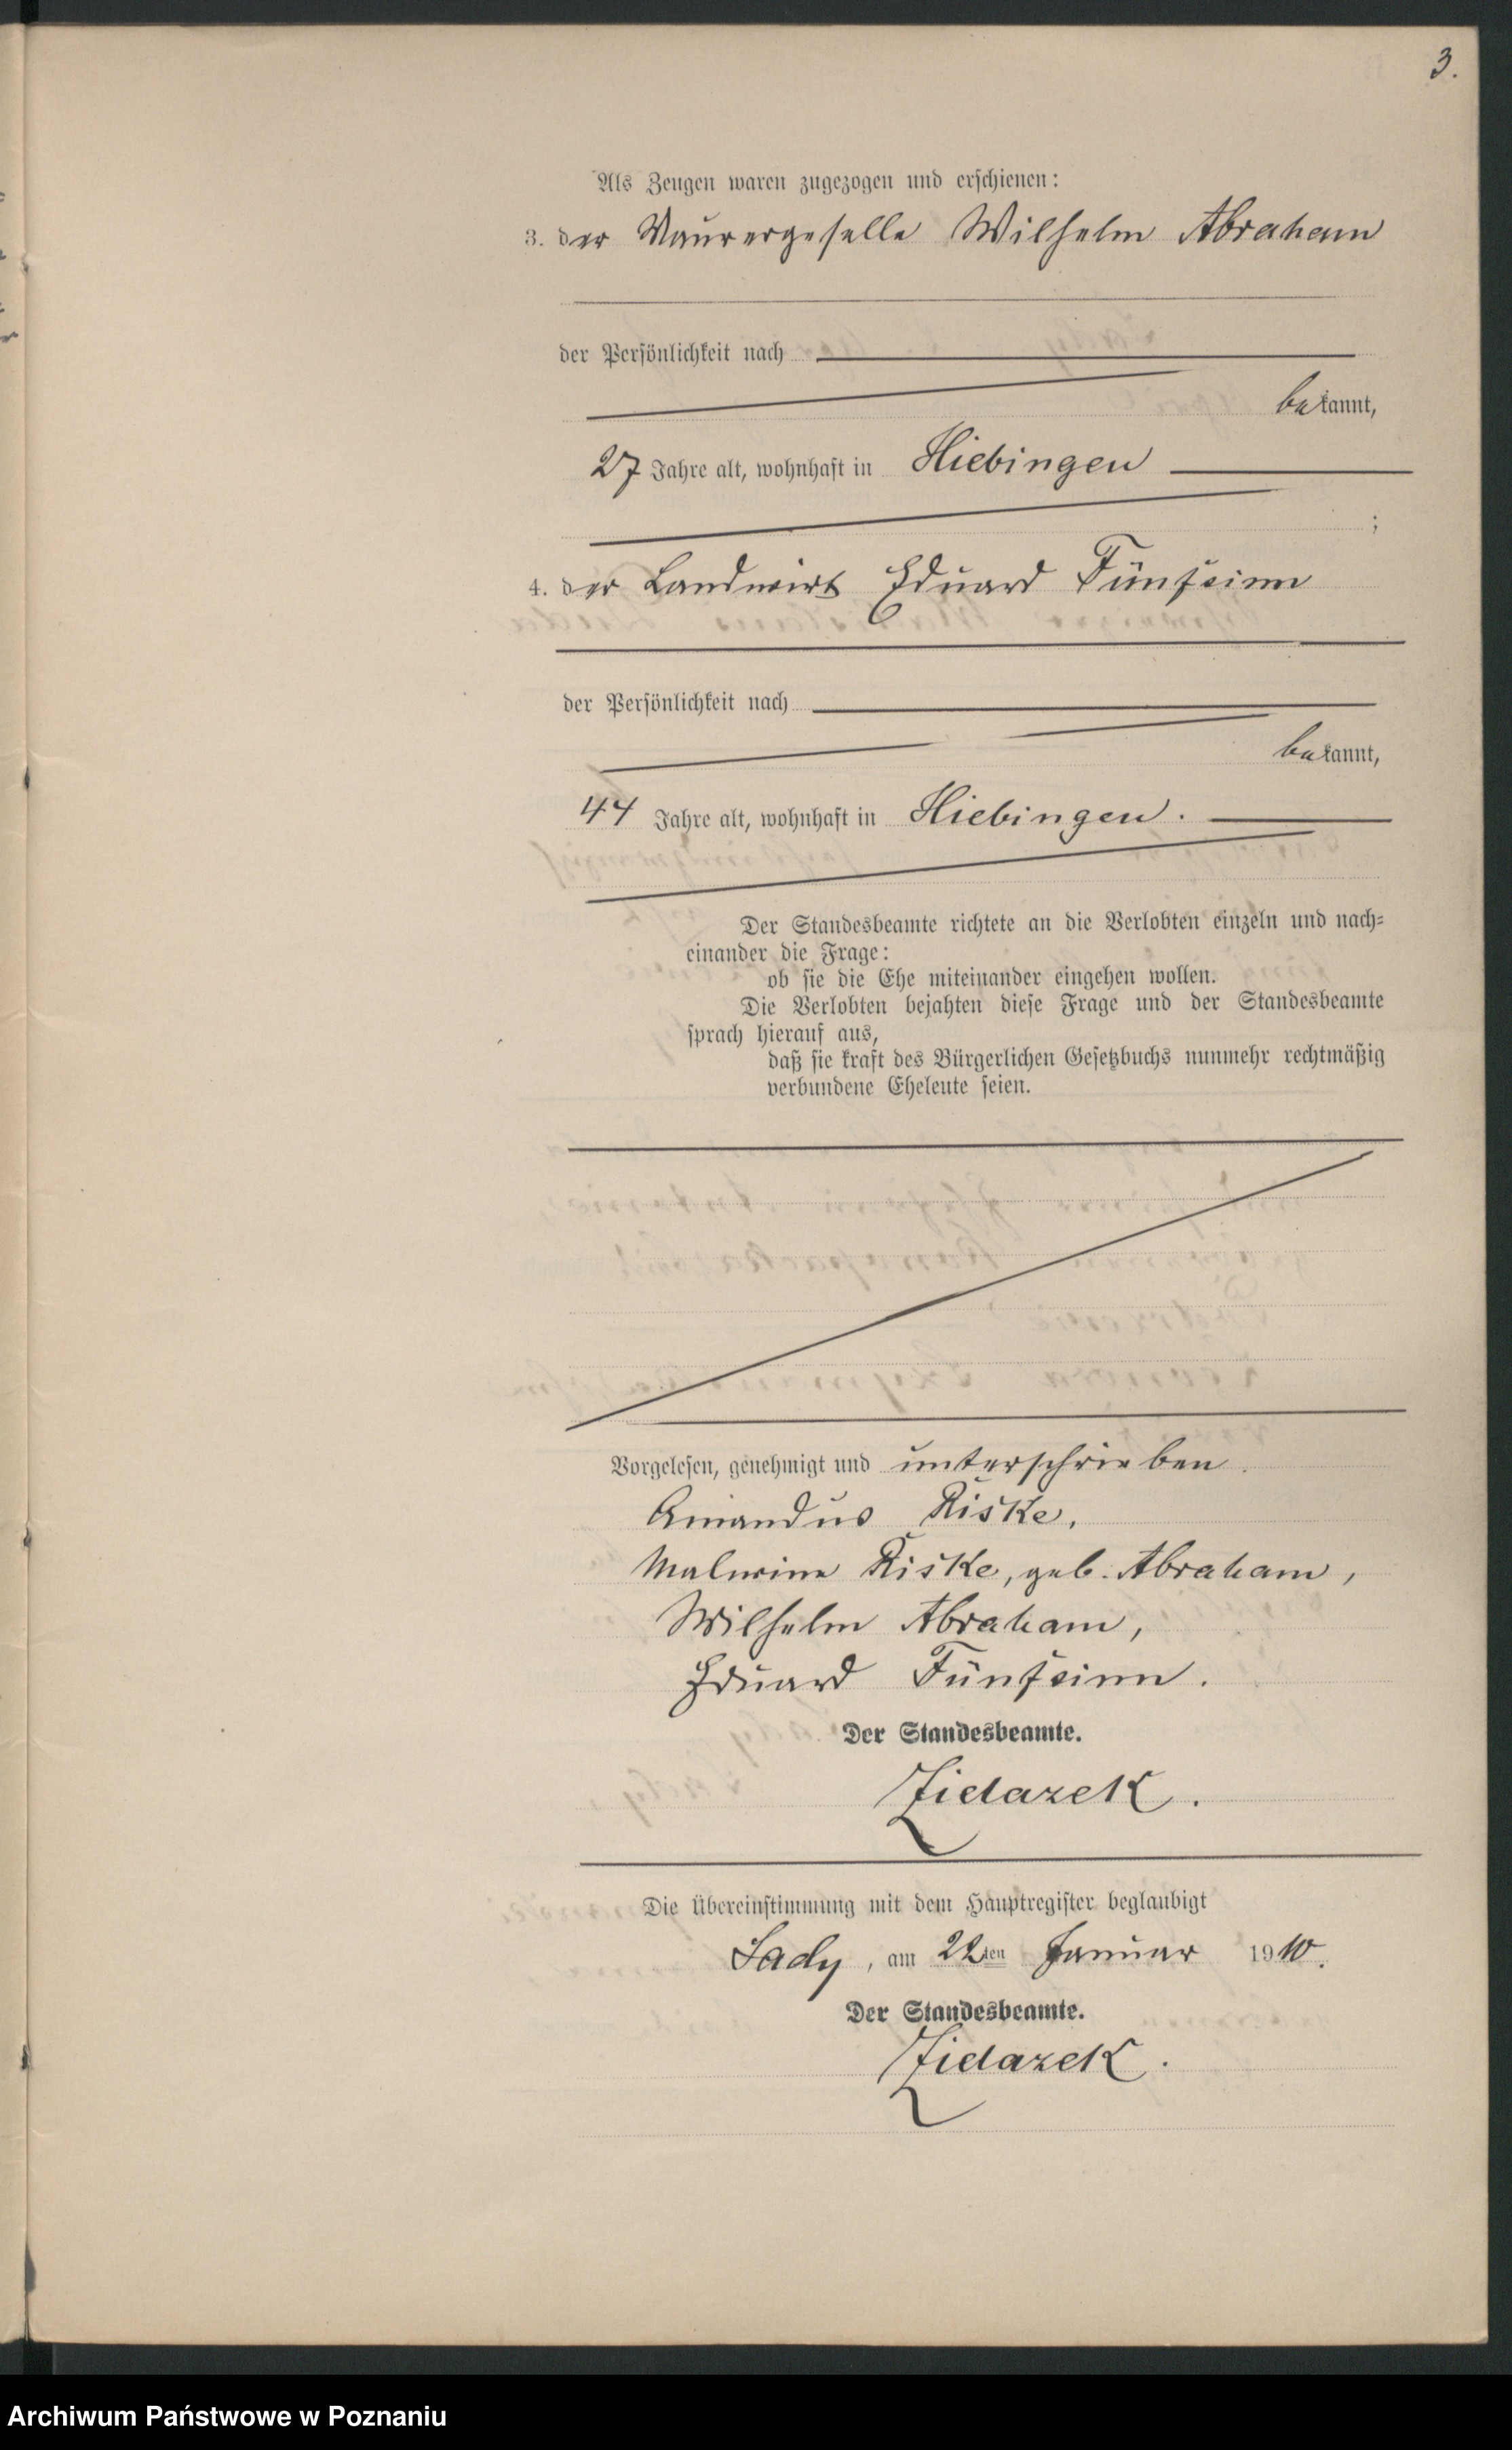 3.
Als Zeugen waren zugezogen und erschienen:
3. der Maurergeselle Wilhelm Abraham
der Persönlichkeit nach
bekannt,
27 Jahre alt, wohnhaft in Hiebingen
;
4. der Landwirt Eduard Fünfsinn
der Persönlichkeit nach
bekannt,
44 Jahre alt, wohnhaft in Hiebingen.
Der Standesbeamte richtete an die Verlobten einzeln und nach-
einander die Frage:
ob sie die Ehe miteinander eingehen wollen.
Die Verlobten bejahten diese Frage und der Standesbeamte
sprach hierauf aus,
daß sie kraft des Bürgerlichen Gesetzbuchs nunmehr rechtmäßig
verbundene Eheleute seien.
Vorgelesen, genehmigt und unterschrieben.
Amandus Riske,
Malwine Riske, geb. Abraham,
Wilhelm Abraham,
Eduard Fünfsinn.
Der Standesbeamte.
Die Übereinstimmung mit dem Hauptregister beglaubigt
Sady, am 22ten Januar 1910.
Der Standesbeamte.
Archiwum Państwowe w Poznaniu